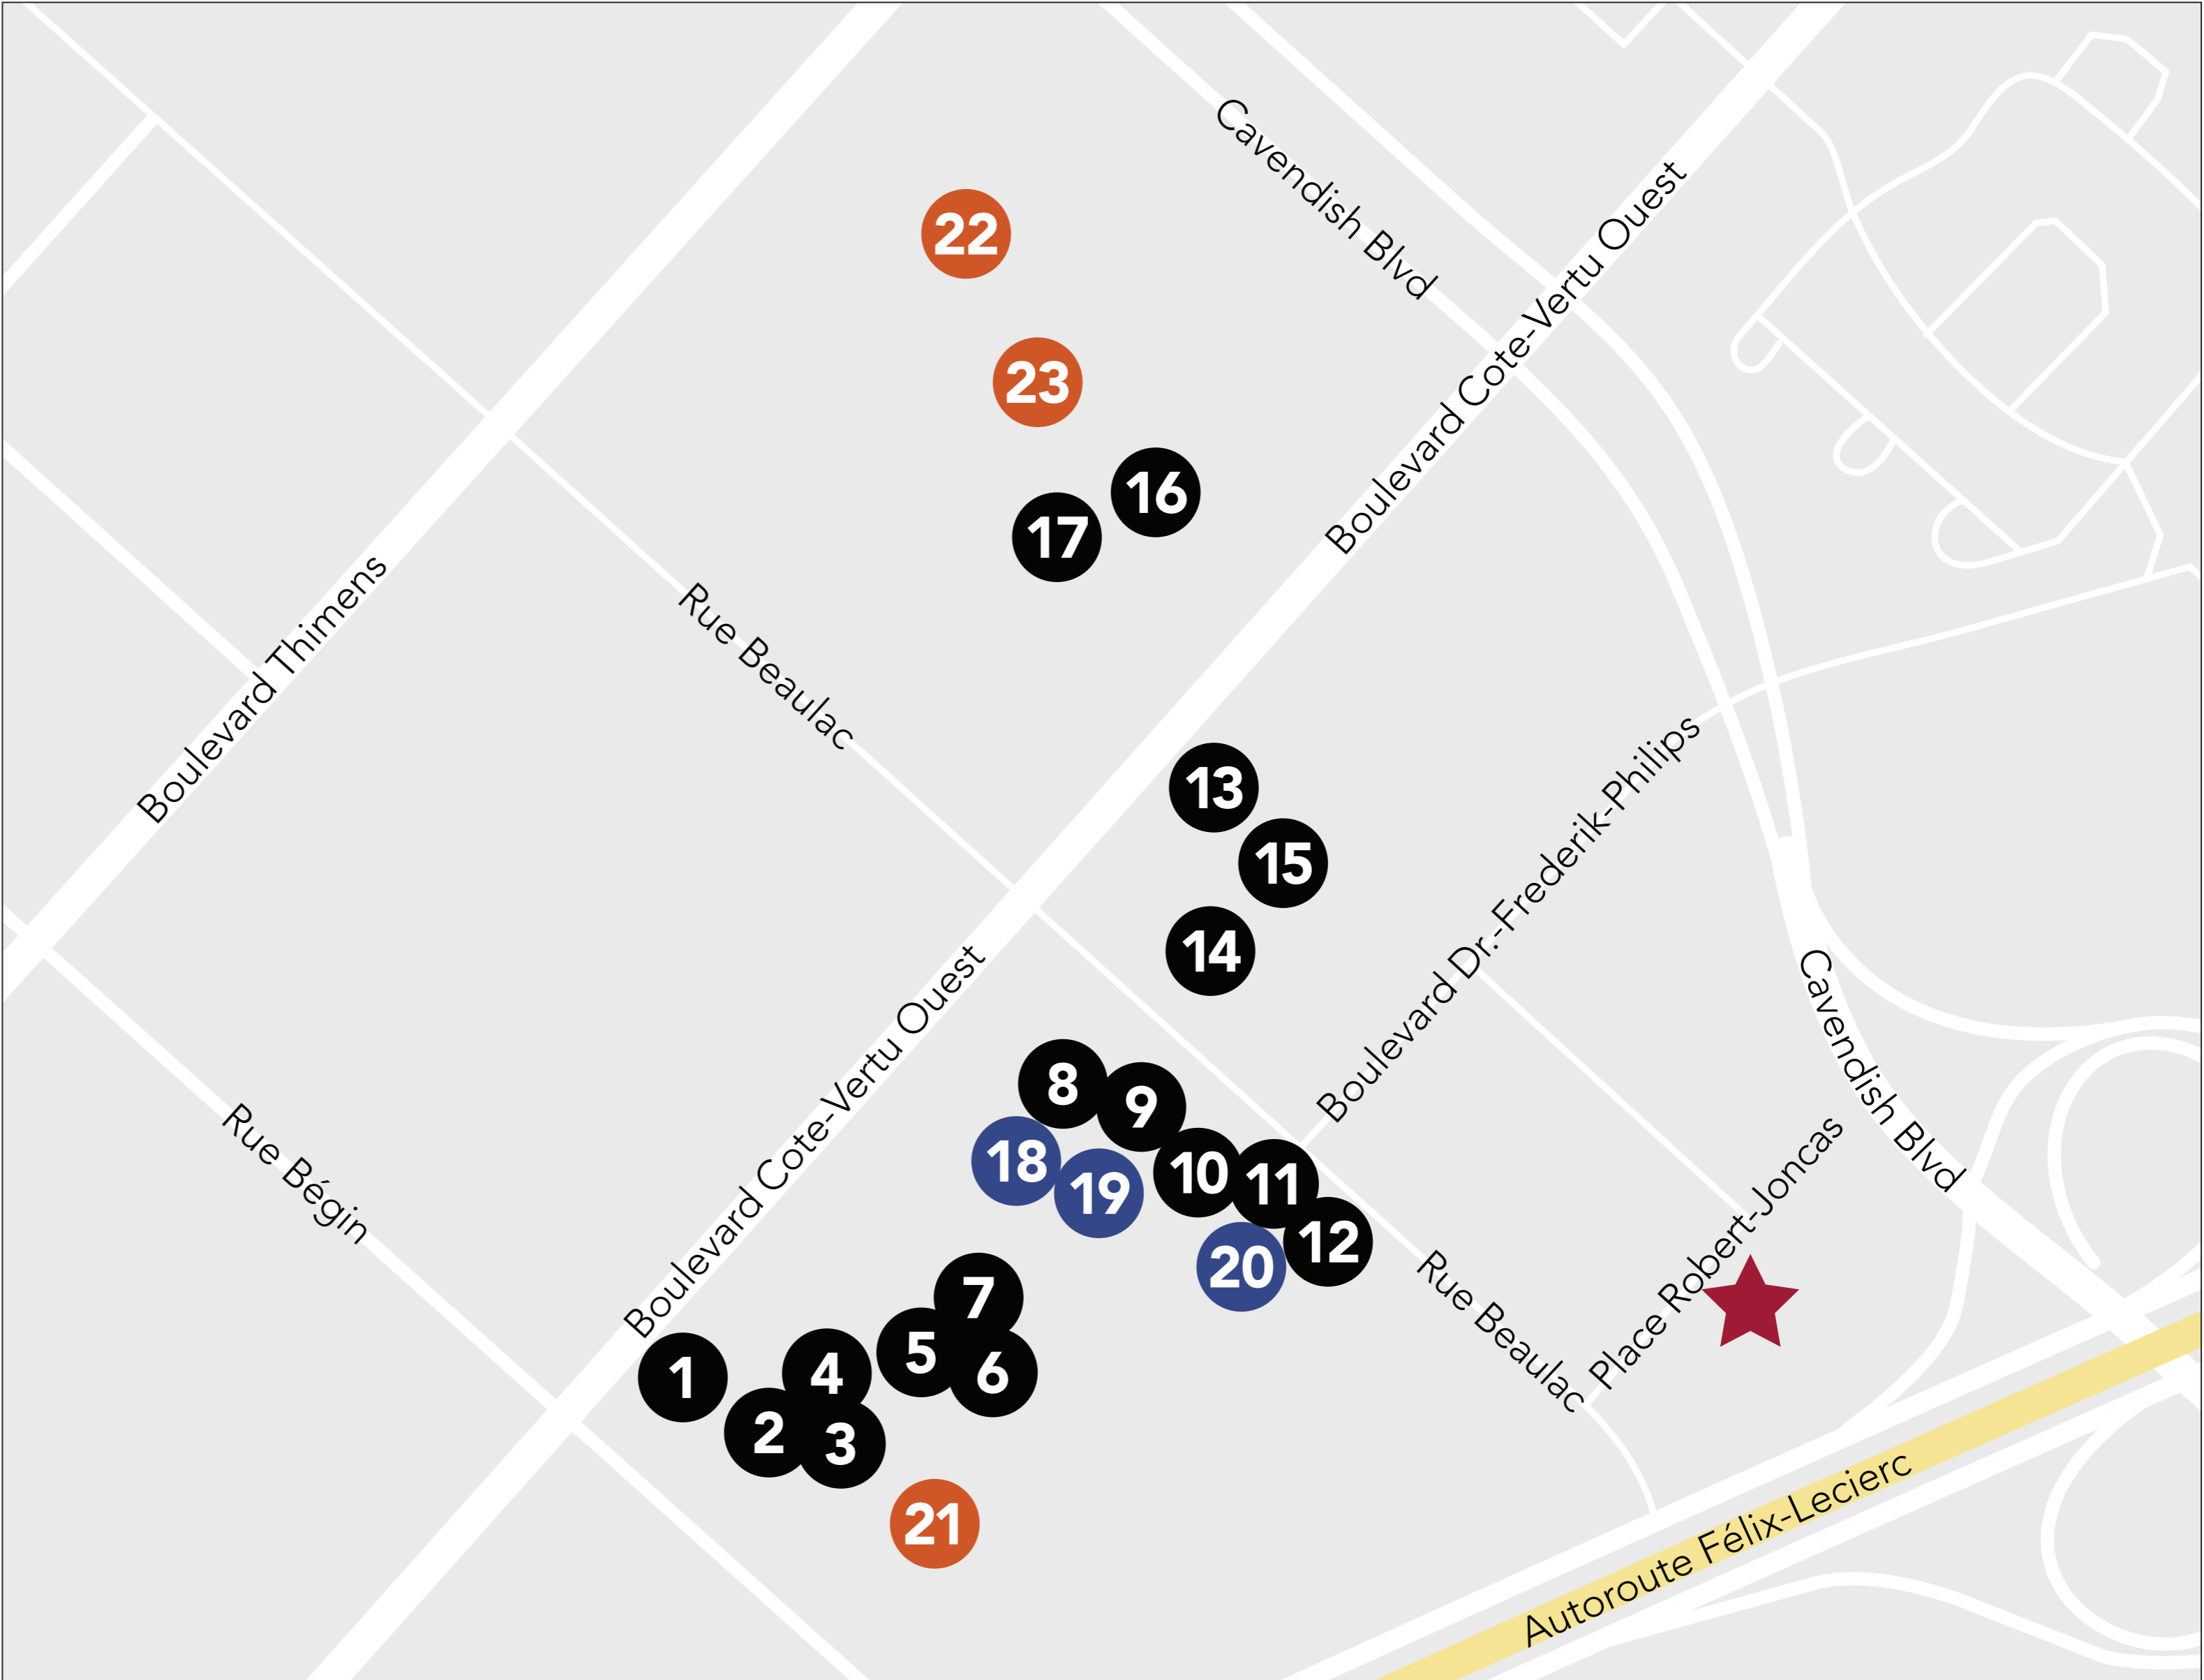 Cavendish Blvd
22
Boulevard Cote-Vertu Ouest
23
16
17
Boulevard Thimens
Rue Beaulac
13
Boulevard Dr.-Frederik-Philips
15
14
Cavendish Blvd
Boulevard Cote-Vertu Ouest
8
9
Rue Bégin
18
19
10
11
12
20
Place Robert-Joncas
Rue Beaulac
7
5
6
1
4
2
3
21
Autoroute Félix-Lecierc